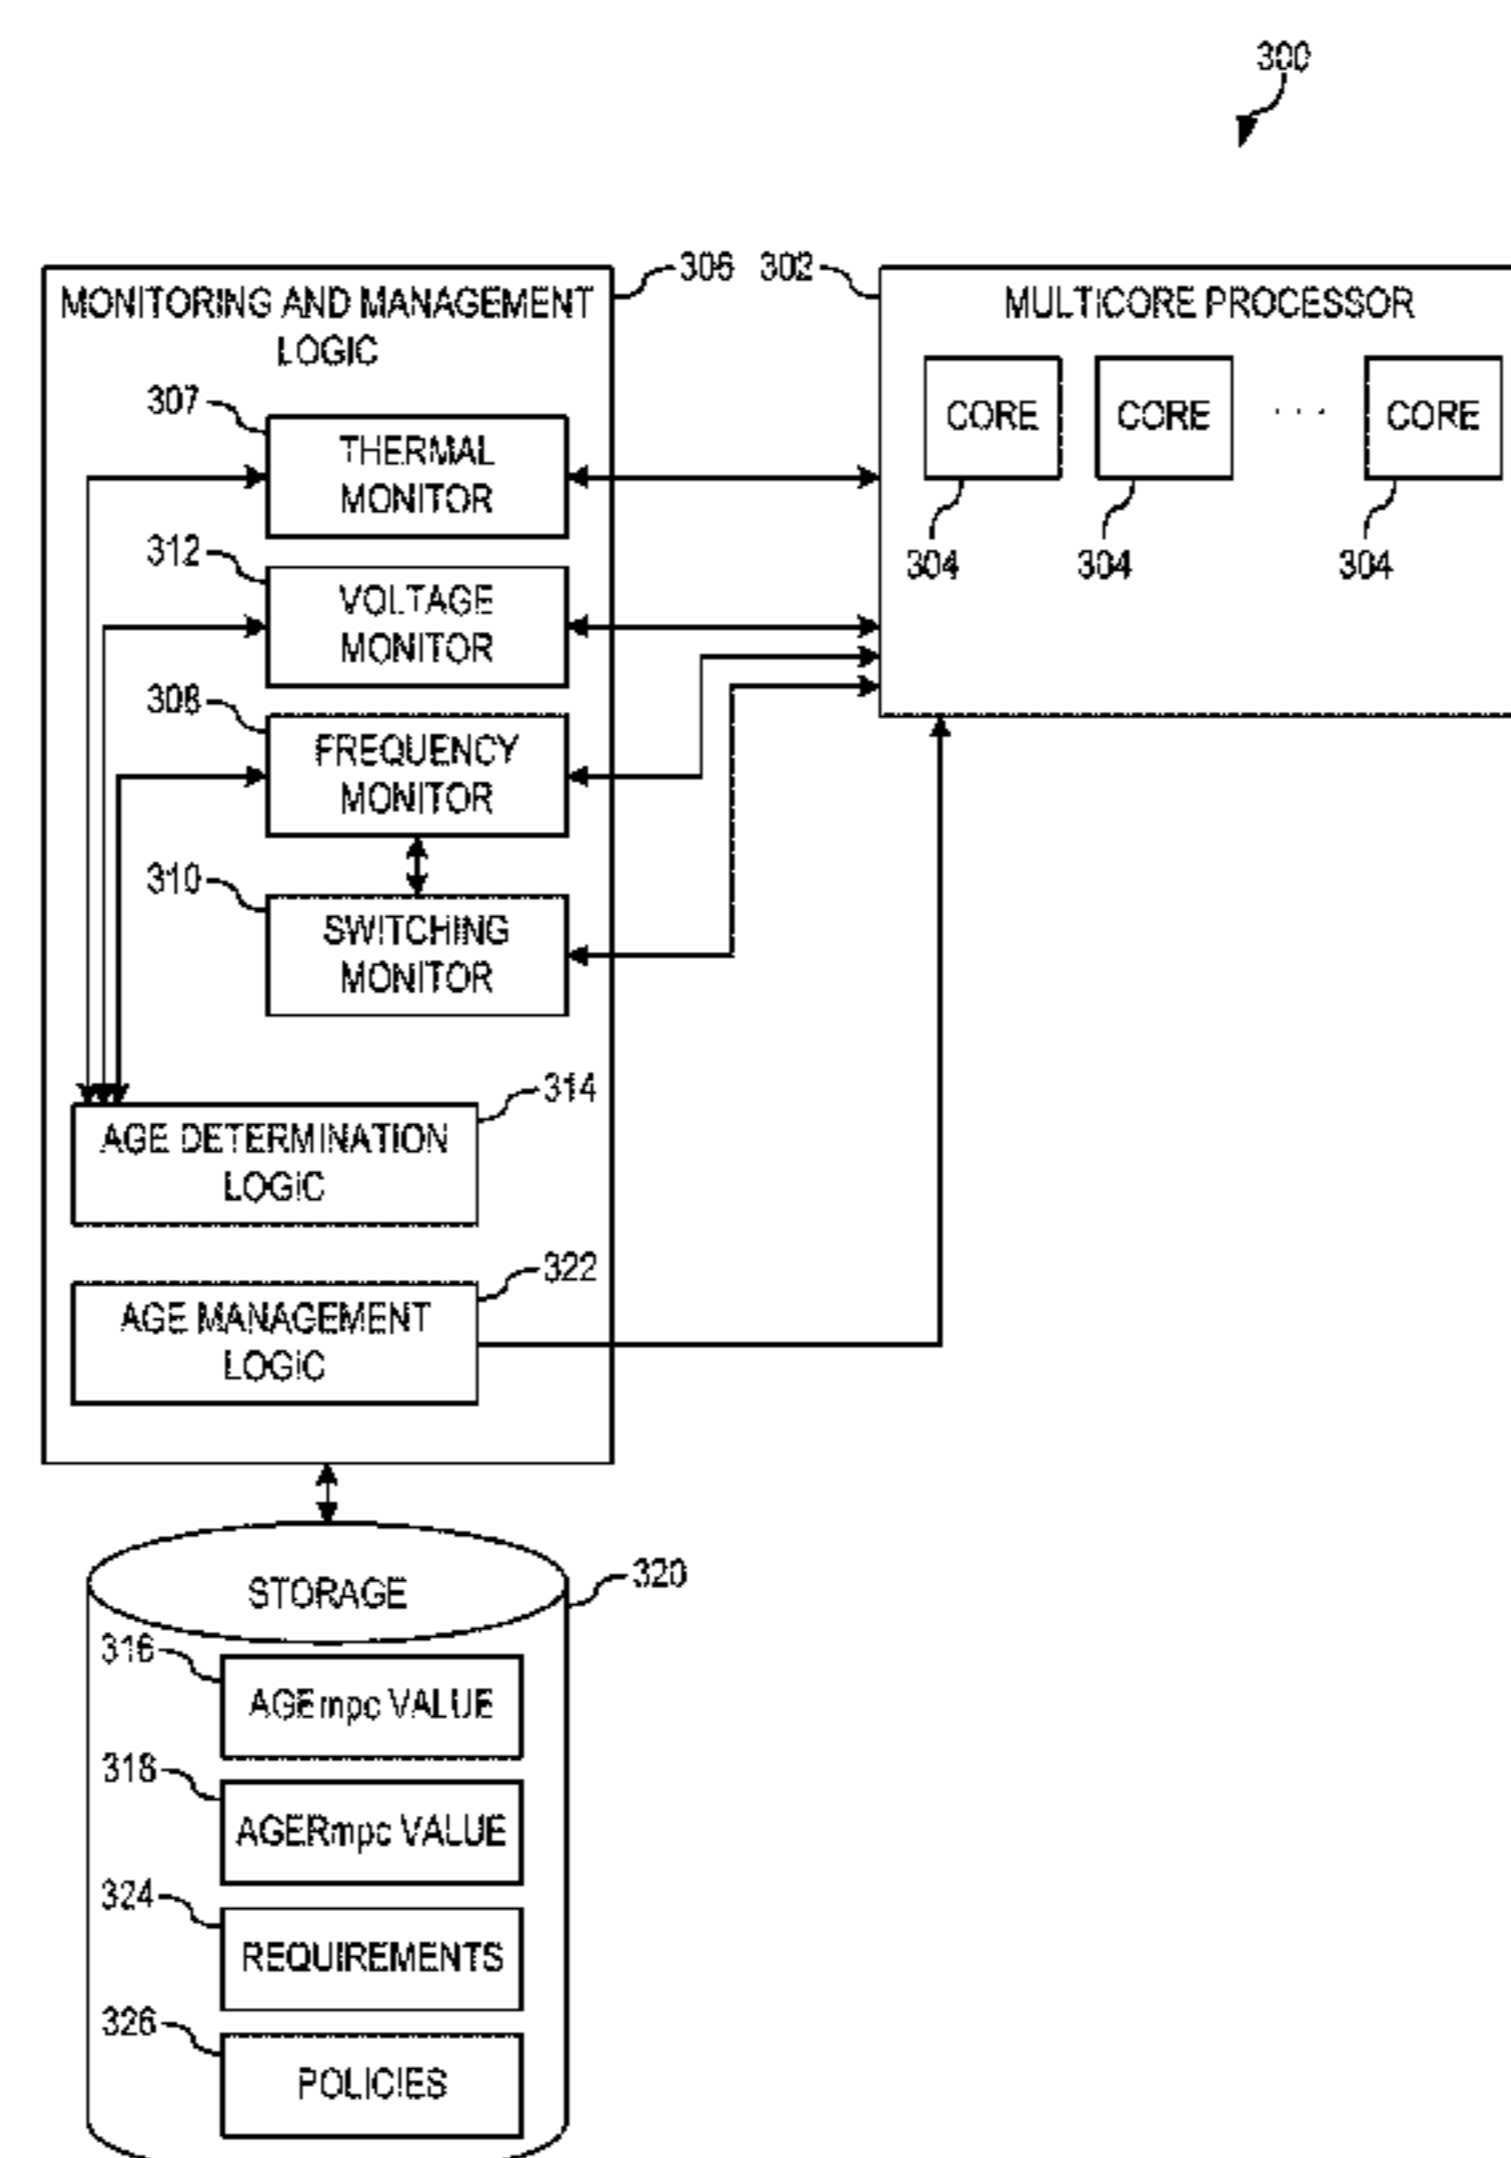 300
306
302
MONITORING AND MANAGEMENT
LOGIC
MULTICORE PROCESSOR
307
THERMAL
MONITOR
CORE
CORE
. . .
CORE
304
304
304
312
VOLTAGE
MONITOR
308
FREQUENCY
MONITOR
310
SWITCHING
MONITOR
314
AGE DETERMINATION
LOGIC
322
AGE MANAGEMENT
LOGIC
STORAGE
320
316
AGEmpc VALUE
318
AGERmpc VALUE
324
REQUIREMENTS
326
POLICIES